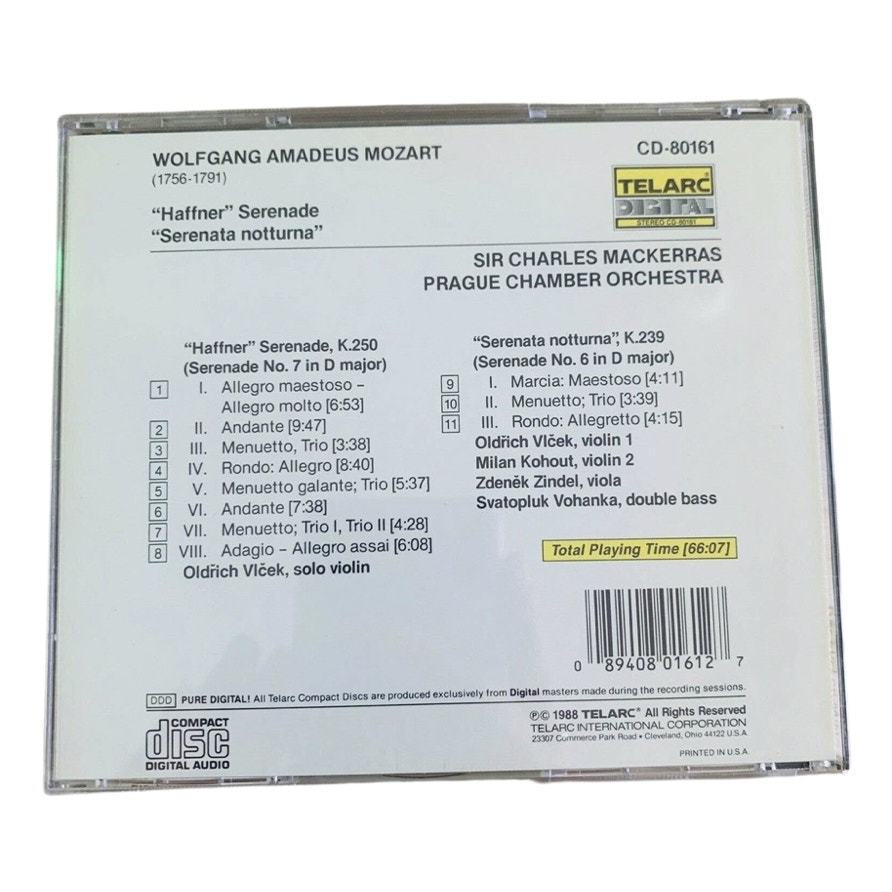 WOLFGANG AMADEUS MOZART
(1756-1791)
"Haffner" Serenade
"Serenata notturna"
CD-80161
TELARC®
DIGITAL
STEREO CD-80161
SIR CHARLES MACKERRAS
PRAGUE CHAMBER ORCHESTRA
"Haffner" Serenade, K.250
(Serenade No. 7 in D major)
1 I. Allegro maestoso –
Allegro molto [6:53]
2 II. Andante [9:47]
3 III. Menuetto, Trio [3:38]
4 IV. Rondo: Allegro [8:40]
5 V. Menuetto galante; Trio [5:37]
6 VI. Andante [7:38]
7 VII. Menuetto; Trio I, Trio II [4:28]
8 VIII. Adagio – Allegro assai [6:08]
Oldřich Vlček, solo violin
"Serenata notturna", K.239
(Serenade No. 6 in D major)
9 I. Marcia: Maestoso [4:11]
10 II. Menuetto; Trio [3:39]
11 III. Rondo: Allegretto [4:15]
Oldřich Vlček, violin 1
Milan Kohout, violin 2
Zdeněk Zindel, viola
Svatopluk Vohanka, double bass
Total Playing Time [66:07]
0 89408 01612 7
DDD PURE DIGITAL! All Telarc Compact Discs are produced exclusively from Digital masters made during the recording sessions.
COMPACT
disc
DIGITAL AUDIO
℗© 1988 TELARC® All Rights Reserved
TELARC INTERNATIONAL CORPORATION
23307 Commerce Park Road • Cleveland, Ohio 44122 U.S.A.
PRINTED IN U.S.A.